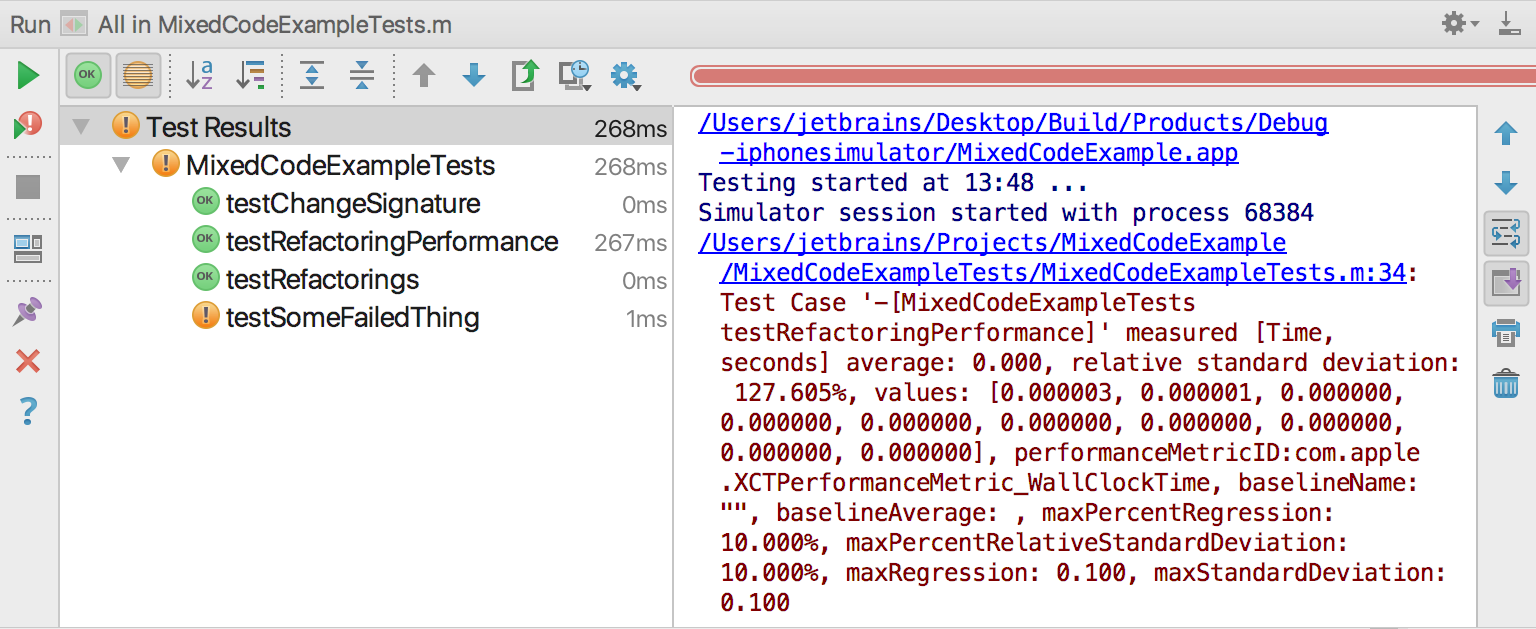 Run All in MixedCodeExampleTests.m
OK
a
z
Test Results 268ms
MixedCodeExampleTests 268ms
OK testChangeSignature 0ms
OK testRefactoringPerformance 267ms
OK testRefactorings 0ms
! testSomeFailedThing 1ms
/Users/jetbrains/Desktop/Build/Products/Debug
-iphonesimulator/MixedCodeExample.app
Testing started at 13:48 ...
Simulator session started with process 68384
/Users/jetbrains/Projects/MixedCodeExample
/MixedCodeExampleTests/MixedCodeExampleTests.m:34:
Test Case '-[MixedCodeExampleTests
testRefactoringPerformance]' measured [Time,
seconds] average: 0.000, relative standard deviation:
127.605%, values: [0.000003, 0.000001, 0.000000,
0.000000, 0.000000, 0.000000, 0.000000, 0.000000,
0.000000, 0.000000], performanceMetricID:com.apple
.XCTPerformanceMetric_WallClockTime, baselineName:
"", baselineAverage: , maxPercentRegression:
10.000%, maxPercentRelativeStandardDeviation:
10.000%, maxRegression: 0.100, maxStandardDeviation:
0.100